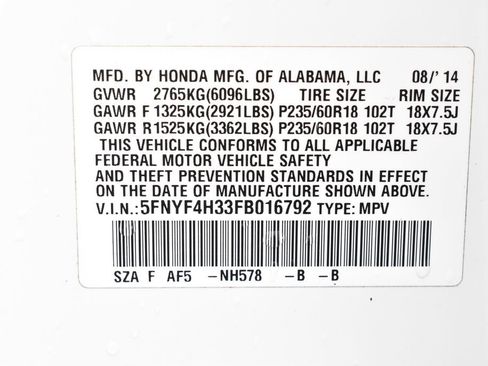 MFD. BY HONDA MFG. OF ALABAMA, LLC 08/'14
GVWR 2765KG(6096LBS) TIRE SIZE RIM SIZE
GAWR F 1325KG(2921LBS) P235/60R18 102T 18X7.5J
GAWR R 1525KG(3362LBS) P235/60R18 102T 18X7.5J
THIS VEHICLE CONFORMS TO ALL APPLICABLE
FEDERAL MOTOR VEHICLE SAFETY
AND THEFT PREVENTION STANDARDS IN EFFECT
ON THE DATE OF MANUFACTURE SHOWN ABOVE.
V.I.N.:5FNYF4H33FB016792 TYPE: MPV
SZA F AF5 -NH578 -B -B